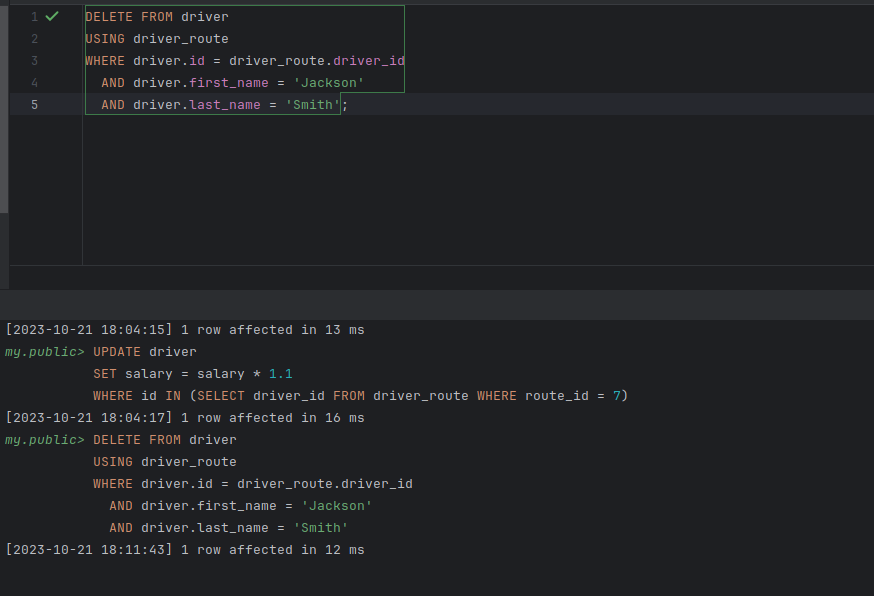 1 DELETE FROM driver
2 USING driver_route
3 WHERE driver.id = driver_route.driver_id
4 AND driver.first_name = 'Jackson'
5 AND driver.last_name = 'Smith';
[2023-10-21 18:04:15] 1 row affected in 13 ms
my.public> UPDATE driver
SET salary = salary * 1.1
WHERE id IN (SELECT driver_id FROM driver_route WHERE route_id = 7)
[2023-10-21 18:04:17] 1 row affected in 16 ms
my.public> DELETE FROM driver
USING driver_route
WHERE driver.id = driver_route.driver_id
AND driver.first_name = 'Jackson'
AND driver.last_name = 'Smith'
[2023-10-21 18:11:43] 1 row affected in 12 ms